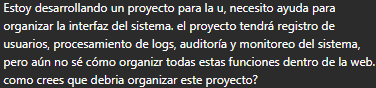 Estoy desarrollando un proyecto para la u, necesito ayuda para
organizar la interfaz del sistema. el proyecto tendrá registro de
usuarios, procesamiento de logs, auditoría y monitoreo del sistema,
pero aún no sé cómo organizr todas estas funciones dentro de la web.
como crees que debria organizar este proyecto?